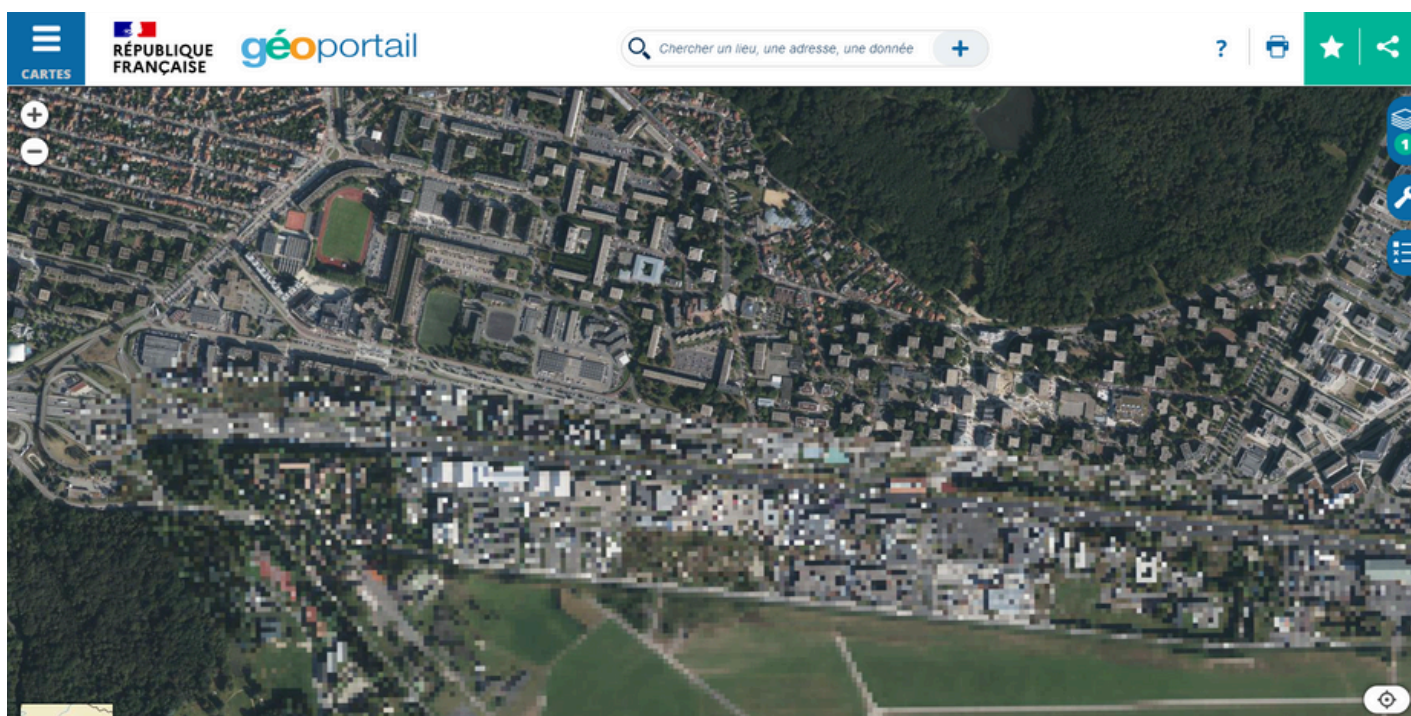 CARTES
RÉPUBLIQUE
FRANÇAISE
géoportail
Chercher un lieu, une adresse, une donnée
+
?
+
−
1